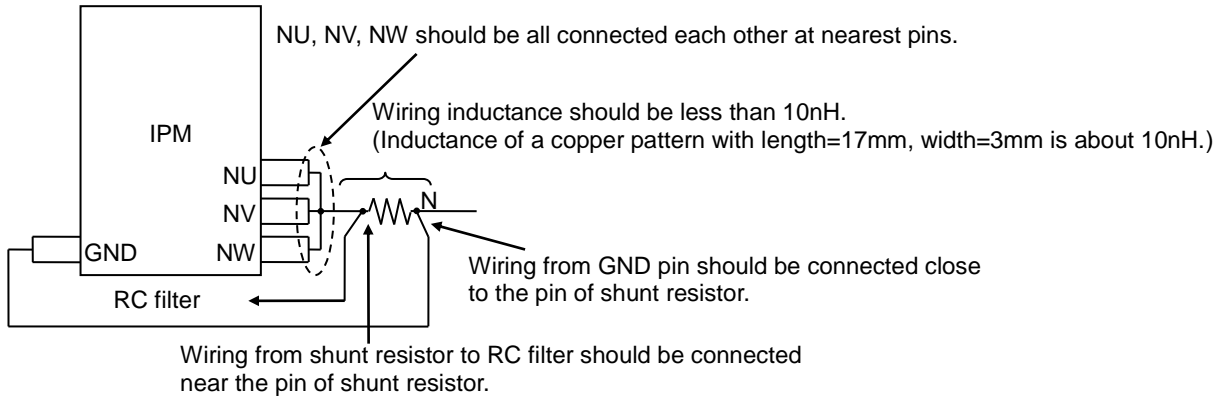 NU, NV, NW should be all connected each other at nearest pins.
Wiring inductance should be less than 10nH.
(Inductance of a copper pattern with length=17mm, width=3mm is about 10nH.)
IPM
NU
NV
N
GND
NW
Wiring from GND pin should be connected close
to the pin of shunt resistor.
RC filter
Wiring from shunt resistor to RC filter should be connected
near the pin of shunt resistor.